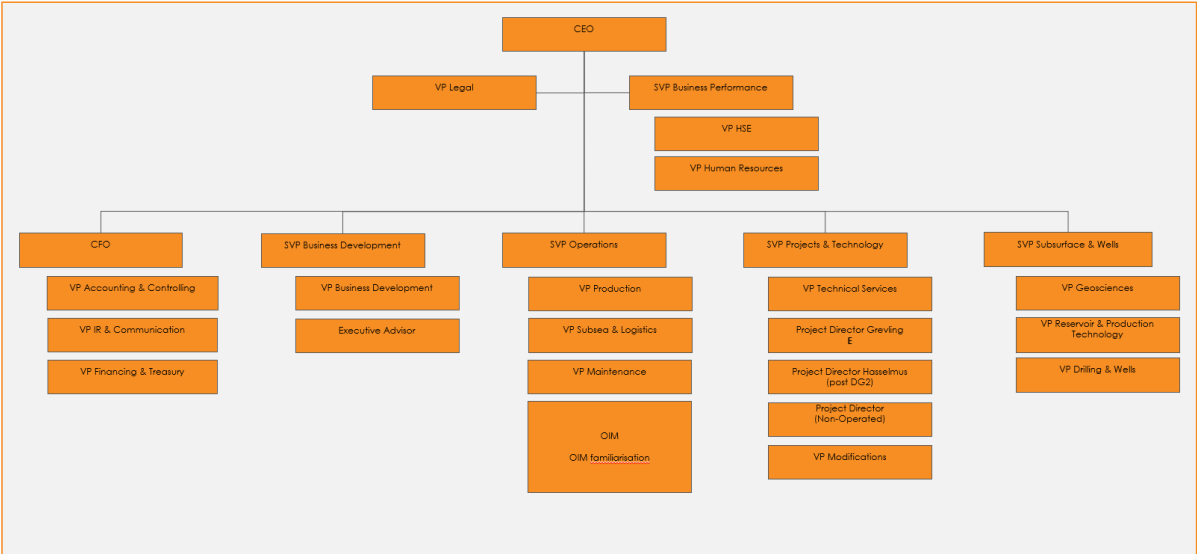 CEO
VP Legal
SVP Business Performance
VP HSE
VP Human Resources
CFO
VP Accounting & Controlling
VP IR & Communication
VP Financing & Treasury
SVP Business Development
VP Business Development
Executive Advisor
SVP Operations
VP Production
VP Subsea & Logistics
VP Maintenance
OIM
OIM familiarisation
SVP Projects & Technology
VP Technical Services
Project Director Grevling
E
Project Director Hasselmus
(post DG2)
Project Director
(Non-Operated)
VP Modifications
SVP Subsurface & Wells
VP Geosciences
VP Reservoir & Production
Technology
VP Drilling & Wells